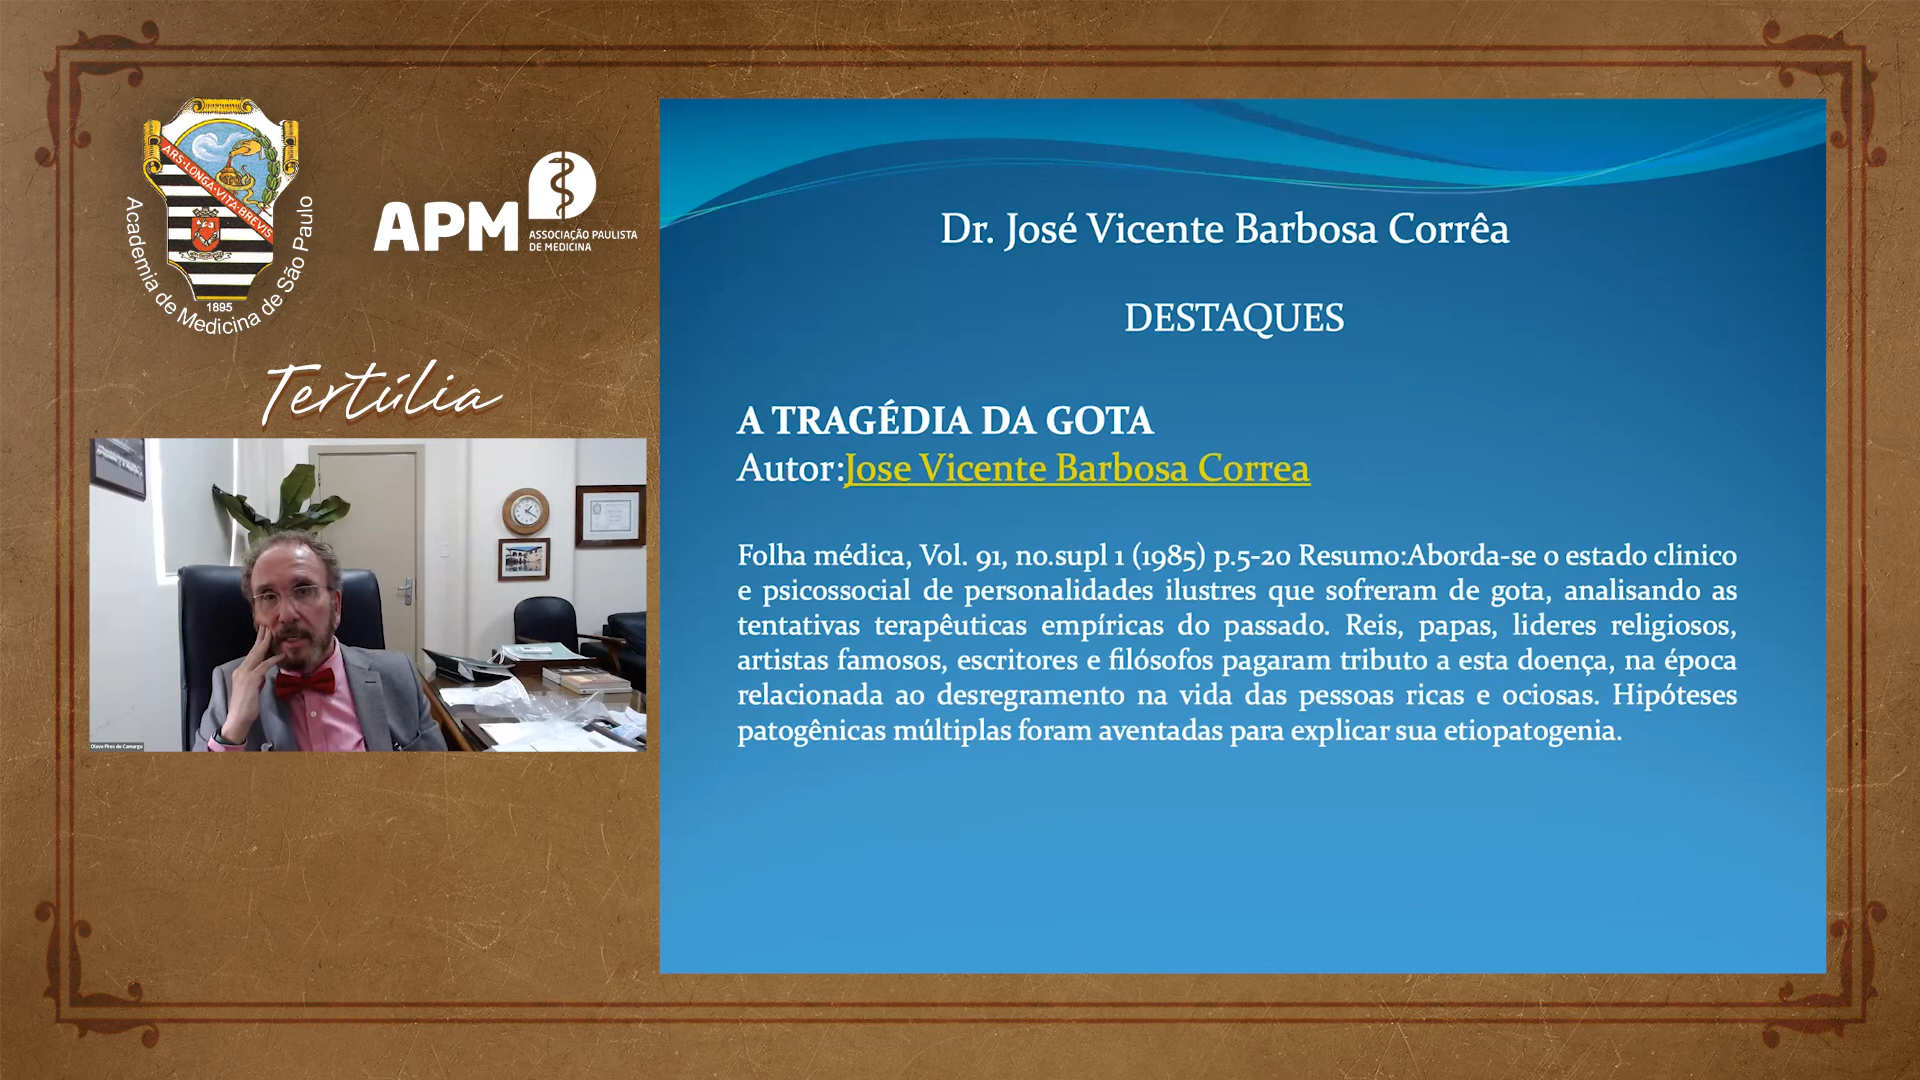 ARS·LONGA·VITA·BREVIS
1895
Academia de Medicina de São Paulo
APM
ASSOCIAÇÃO PAULISTA
DE MEDICINA
Tertúlia
Olavo Pires de Camargo
Dr. José Vicente Barbosa Corrêa
DESTAQUES
A TRAGÉDIA DA GOTA
Autor:Jose Vicente Barbosa Correa
Folha médica, Vol. 91, no.supl 1 (1985) p.5-20 Resumo:Aborda-se o estado clinico
e psicossocial de personalidades ilustres que sofreram de gota, analisando as
tentativas terapêuticas empíricas do passado. Reis, papas, lideres religiosos,
artistas famosos, escritores e filósofos pagaram tributo a esta doença, na época
relacionada ao desregramento na vida das pessoas ricas e ociosas. Hipóteses
patogênicas múltiplas foram aventadas para explicar sua etiopatogenia.